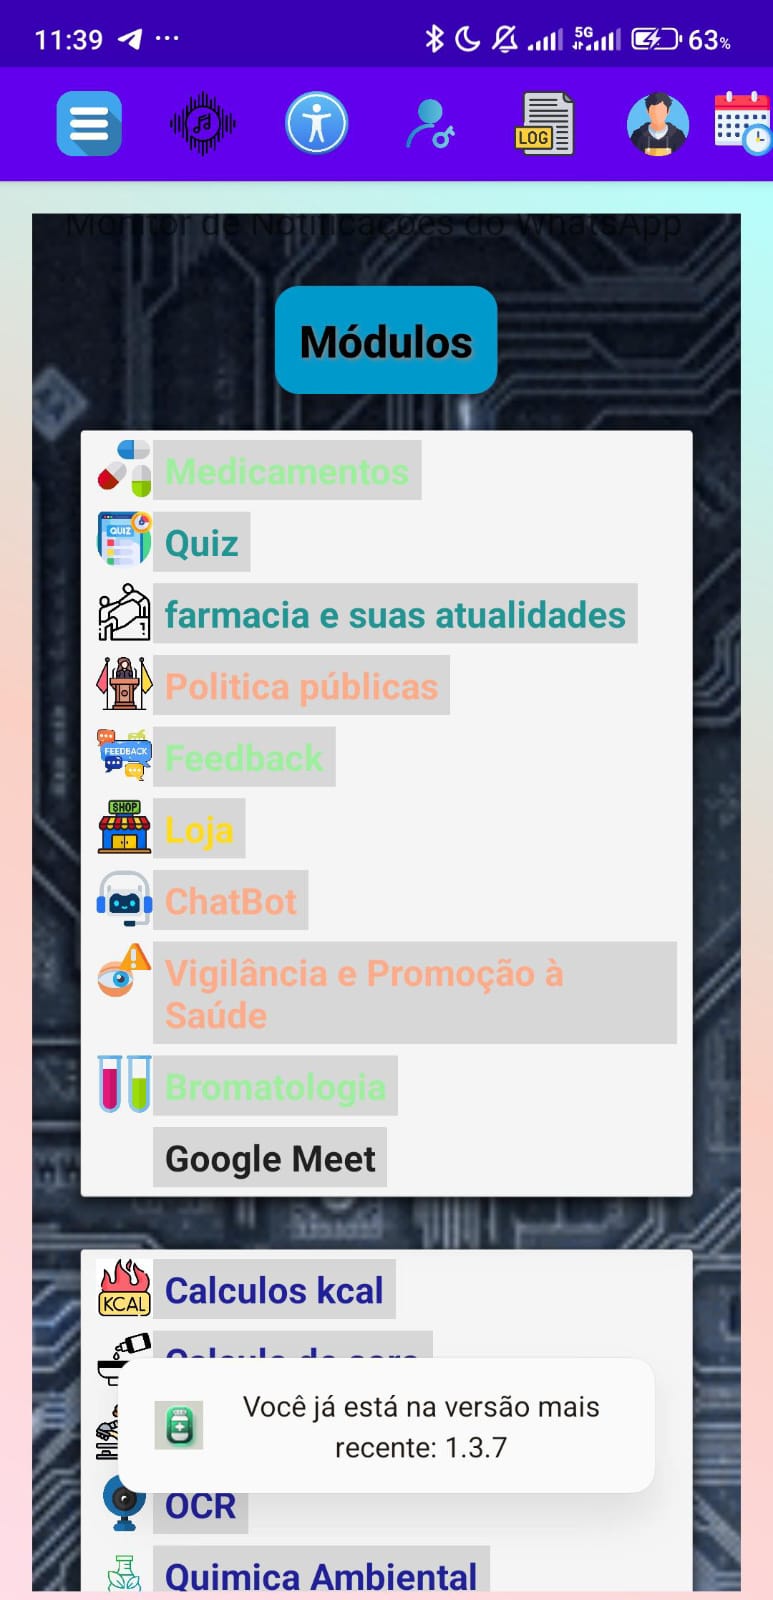 11:39
5G
63%
LOG
Monitor de Notificações do WhatsApp
Módulos
Medicamentos
QUIZ
Quiz
farmacia e suas atualidades
Politica públicas
FEEDBACK
Feedback
SHOP
Loja
ChatBot
Vigilância e Promoção à
Saúde
Bromatologia
Google Meet
KCAL
Calculos kcal
Você já está na versão mais
recente: 1.3.7
OCR
Quimica Ambiental